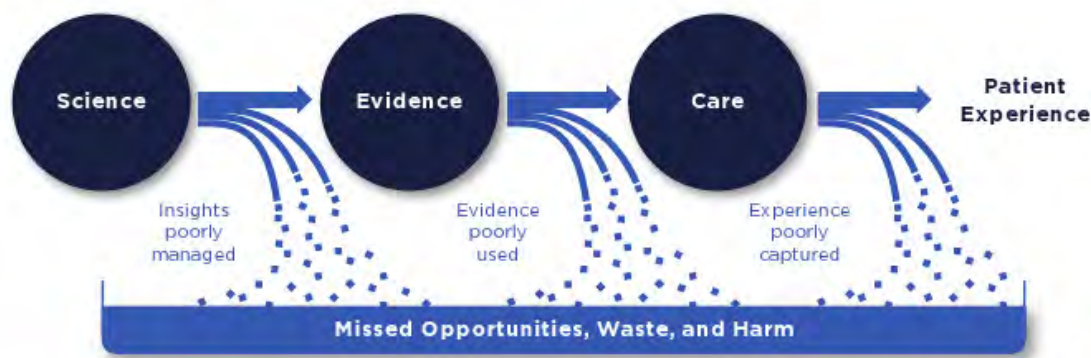 Science
Evidence
Care
Patient
Experience
Insights
poorly
managed
Evidence
poorly
used
Experience
poorly
captured
Missed Opportunities, Waste, and Harm